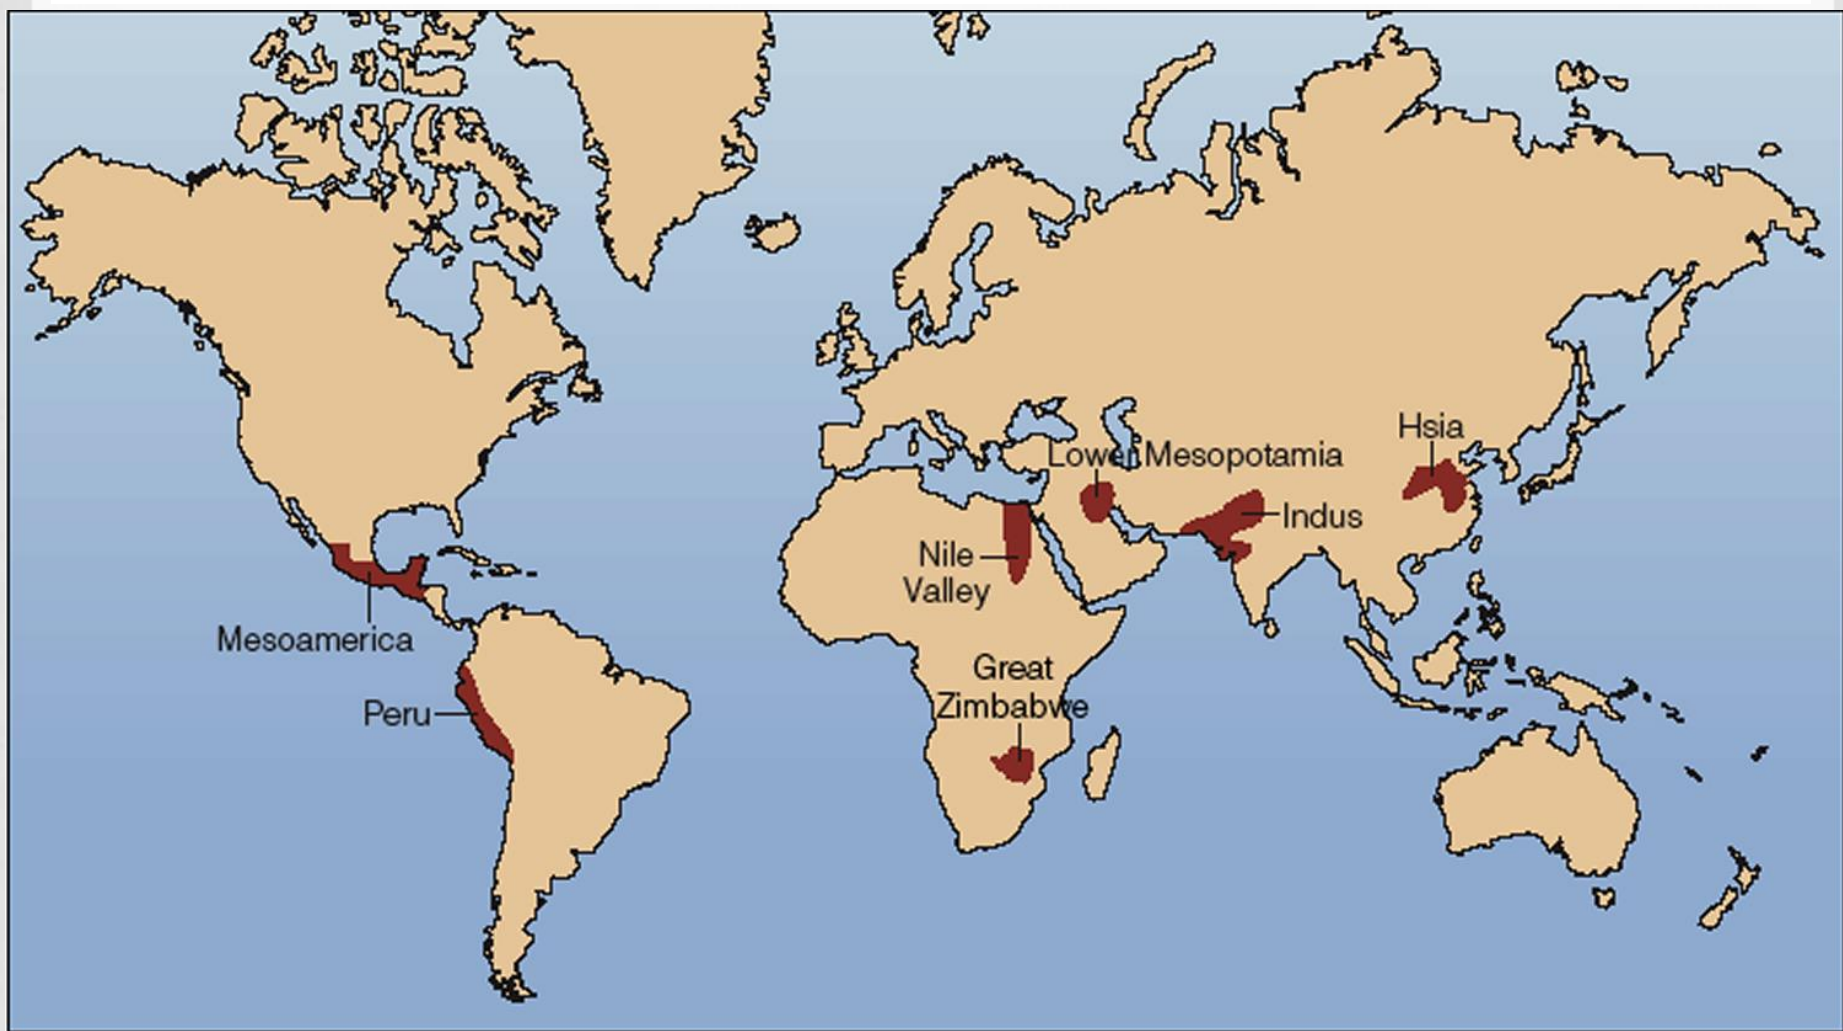 Hsia
Lower Mesopotamia
Indus
Nile
Valley
Mesoamerica
Great
Zimbabwe
Peru